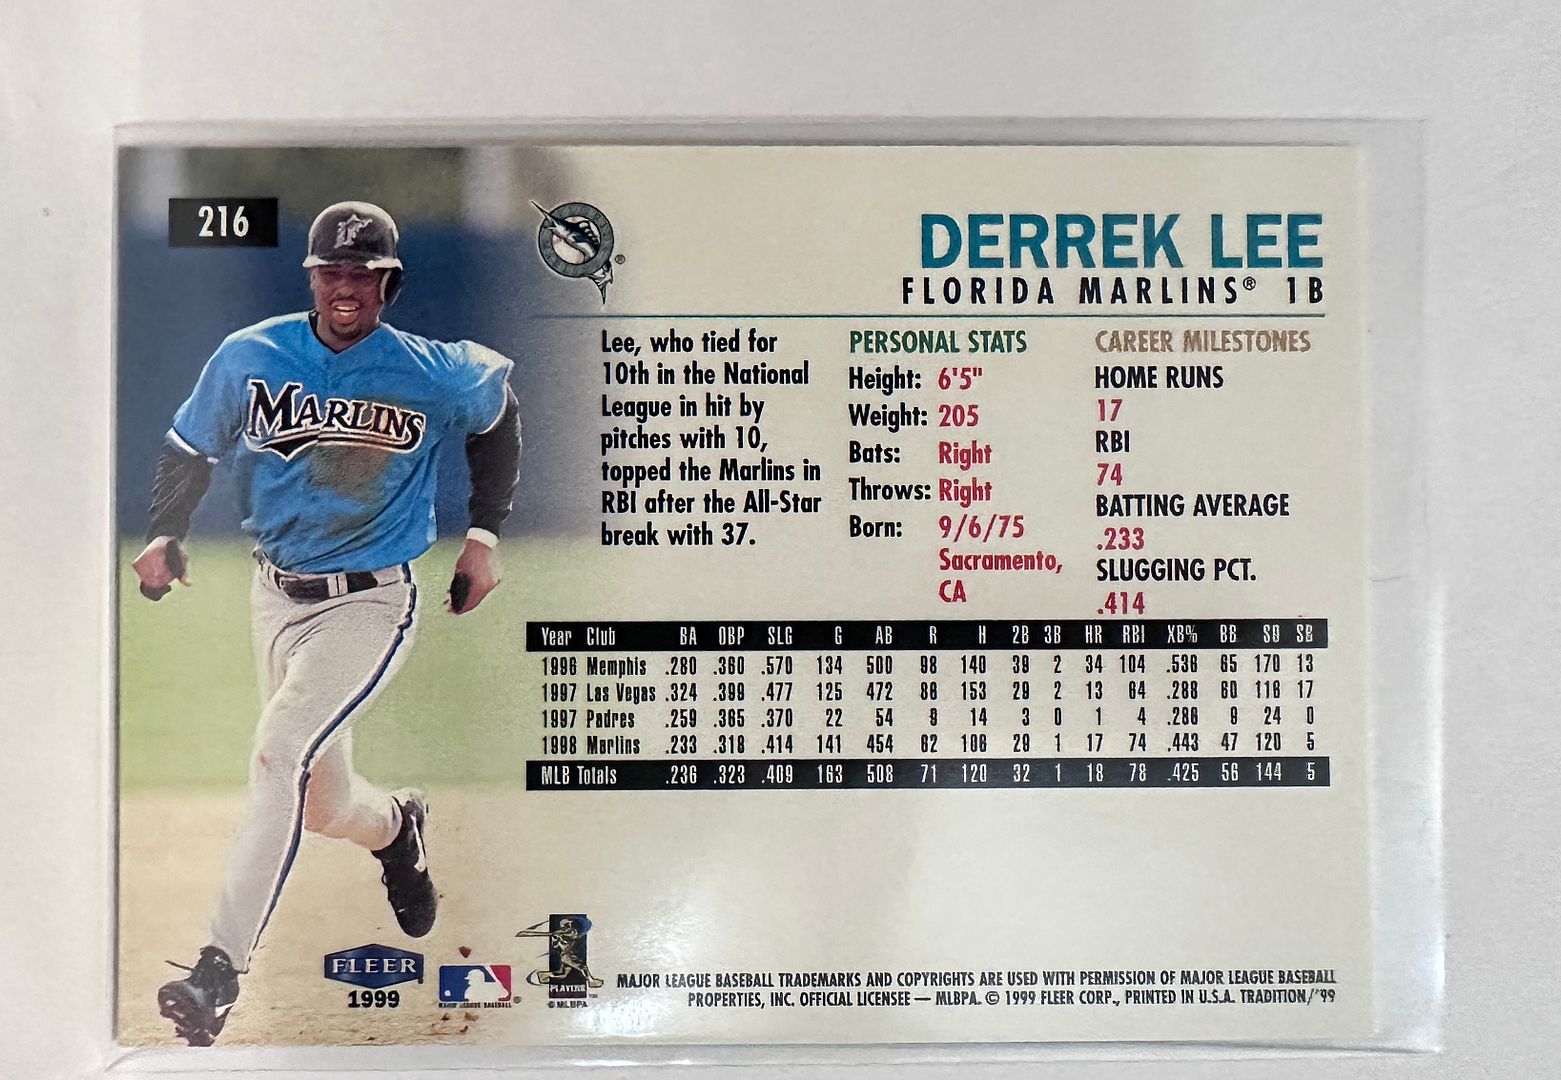 216
DERREK LEE
FLORIDA MARLINS® 1B
Lee, who tied for
10th in the National
League in hit by
pitches with 10,
topped the Marlins in
RBI after the All-Star
break with 37.
PERSONAL STATS
Height: 6'5"
Weight: 205
Bats: Right
Throws: Right
Born: 9/6/75
Sacramento,
CA
CAREER MILESTONES
HOME RUNS
17
RBI
74
BATTING AVERAGE
.233
SLUGGING PCT.
.414
MARLINS
Year Club BA OBP SLG G AB R H 2B 3B HR RBI XB% BB SO SB
1996 Memphis .280 .360 .570 134 500 98 140 39 2 34 104 .536 65 170 13
1997 Las Vegas .324 .399 .477 125 472 86 153 29 2 13 64 .288 60 116 17
1997 Padres .259 .365 .370 22 54 9 14 3 0 1 4 .286 9 24 0
1998 Marlins .233 .318 .414 141 454 62 106 29 1 17 74 .443 47 120 5
MLB Totals .236 .323 .409 163 508 71 120 32 1 18 78 .425 56 144 5
FLEER
1999
MAJOR LEAGUE BASEBALL
PLAYERS
© MLBPA
MAJOR LEAGUE BASEBALL TRADEMARKS AND COPYRIGHTS ARE USED WITH PERMISSION OF MAJOR LEAGUE BASEBALL
PROPERTIES, INC. OFFICIAL LICENSEE — MLBPA. © 1999 FLEER CORP., PRINTED IN U.S.A. TRADITION/'99